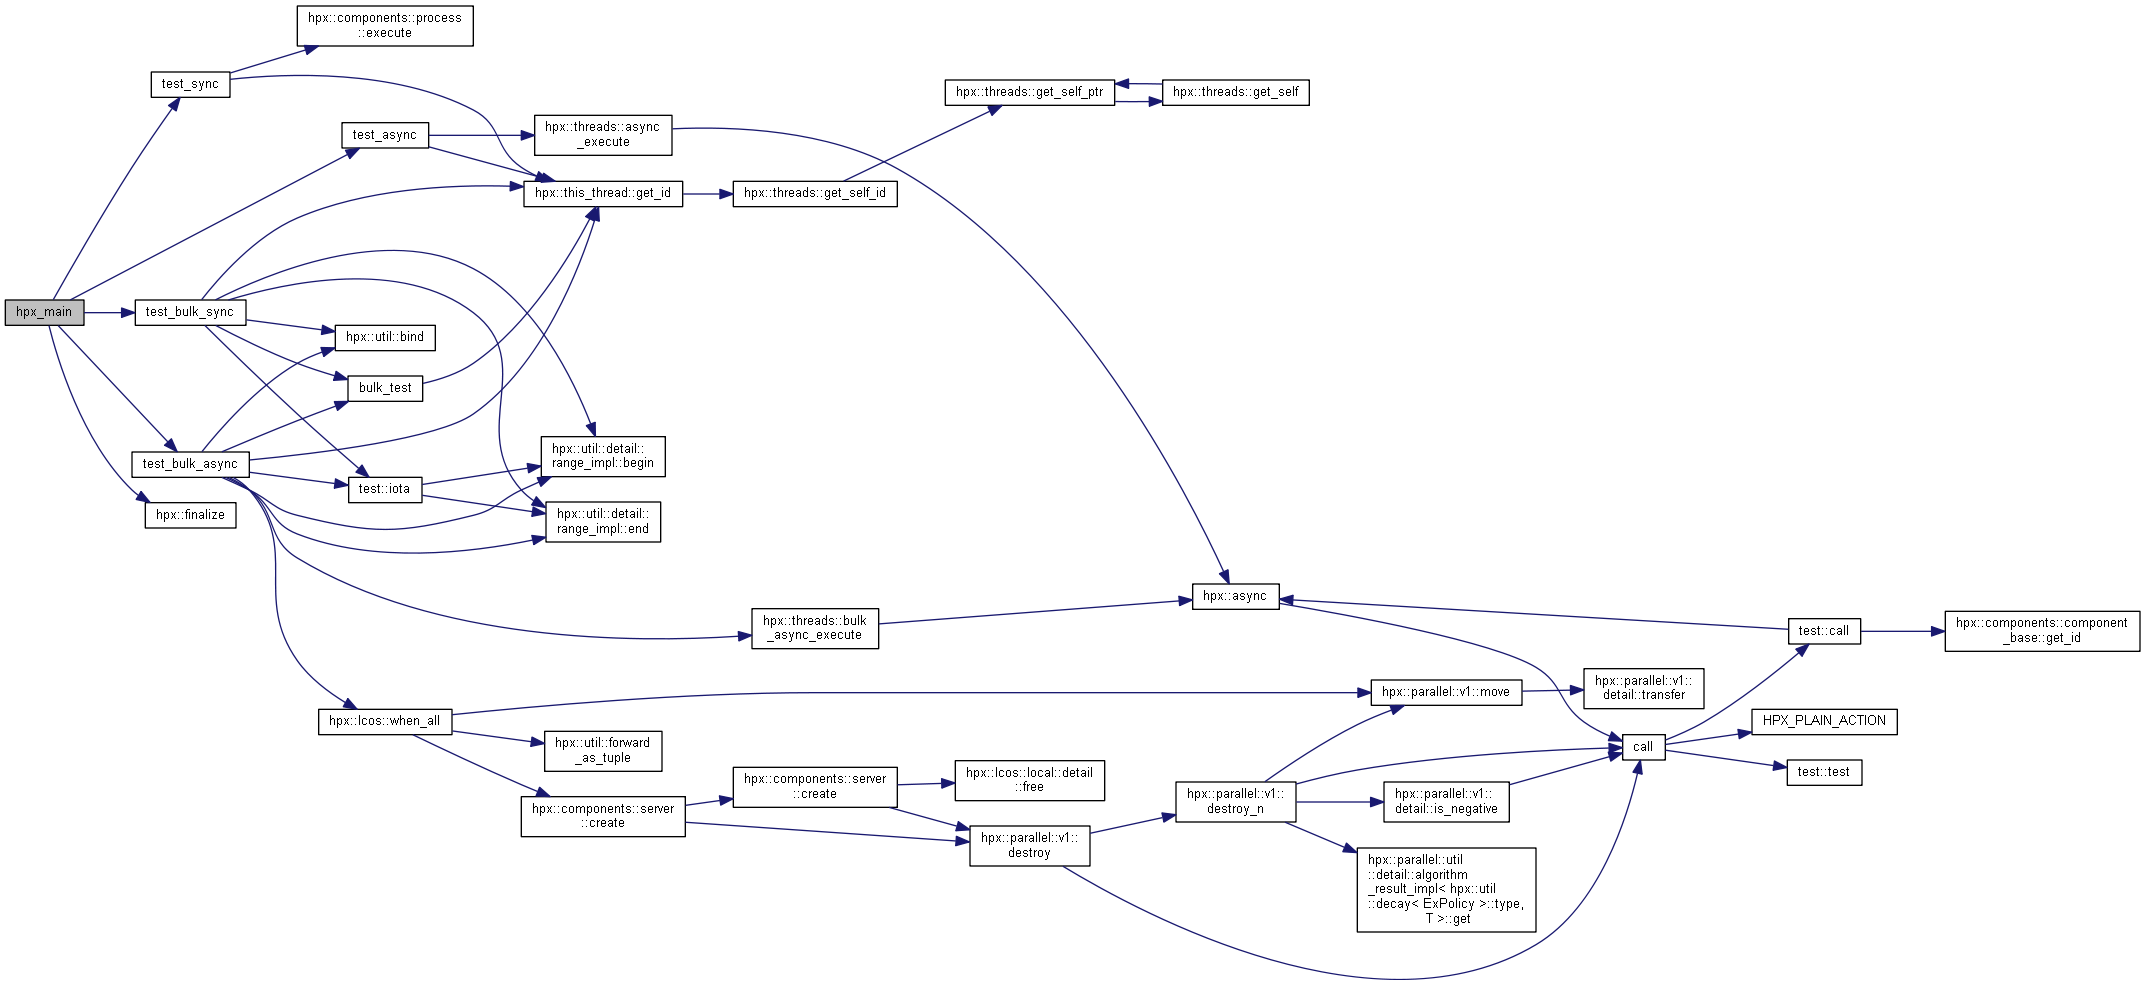 hpx::components::process
::execute
test_sync
hpx::threads::get_self_ptr
hpx::threads::get_self
test_async
hpx::threads::async
_execute
hpx::this_thread::get_id
hpx::threads::get_self_id
hpx_main
test_bulk_sync
hpx::util::bind
bulk_test
test_bulk_async
hpx::util::detail::
range_impl::begin
test::iota
hpx::finalize
hpx::util::detail::
range_impl::end
hpx::async
hpx::threads::bulk
_async_execute
test::call
hpx::components::component
_base::get_id
hpx::parallel::v1::move
hpx::parallel::v1::
detail::transfer
hpx::lcos::when_all
HPX_PLAIN_ACTION
hpx::util::forward
_as_tuple
call
test::test
hpx::components::server
::create
hpx::lcos::local::detail
::free
hpx::components::server
::create
hpx::parallel::v1::
destroy_n
hpx::parallel::v1::
detail::is_negative
hpx::parallel::v1::
destroy
hpx::parallel::util
::detail::algorithm
_result_impl< hpx::util
::decay< ExPolicy >::type,
T >::get